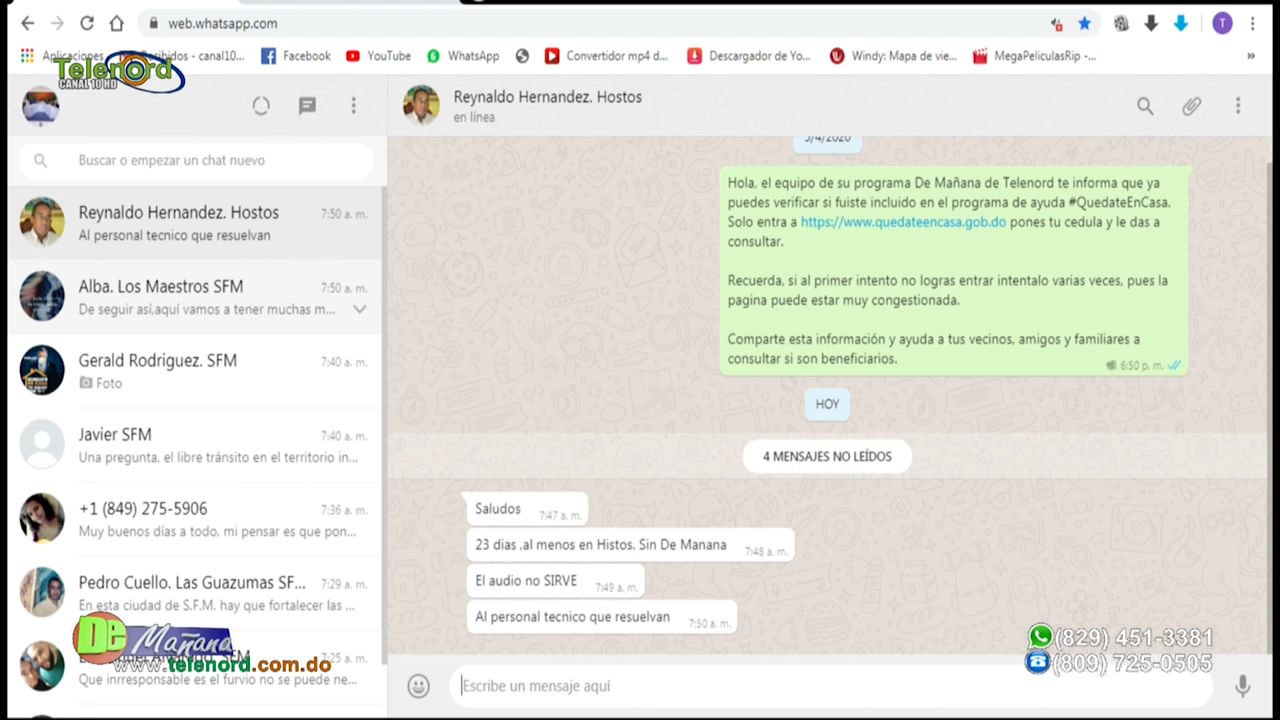 web.whatsapp.com
Aplicaciones
Recibidos - canal10...
Facebook
YouTube
WhatsApp
Convertidor mp4 d...
Descargador de Yo...
Windy: Mapa de vie...
MegaPeliculasRip -...
»
T
Telenord
CANAL 10 HD
Reynaldo Hernandez. Hostos
en línea
Buscar o empezar un chat nuevo
Reynaldo Hernandez. Hostos 7:50 a. m.
Al personal tecnico que resuelvan
Alba. Los Maestros SFM 7:50 a. m.
De seguir así,aquí vamos a tener muchas m...
Gerald Rodriguez. SFM 7:40 a. m.
Foto
Javier SFM 7:40 a. m.
Una pregunta, el libre tránsito en el territorio in...
+1 (849) 275-5906 7:36 a. m.
Muy buenos días a todo, mi pensar es que pon...
Pedro Cuello. Las Guazumas SF... 7:29 a. m.
En esta ciudad de S.F.M. hay que fortalecer las ...
SFM 7:25 a. m.
Que inrresponsable es el furvio no se puede ne...
De Mañana
www.telenord.com.do
5/4/2020
Hola, el equipo de su programa De Mañana de Telenord te informa que ya
puedes verificar si fuiste incluido en el programa de ayuda #QuedateEnCasa.
Solo entra a https://www.quedateencasa.gob.do pones tu cedula y le das a
consultar.
Recuerda, si al primer intento no logras entrar intentalo varias veces, pues la
pagina puede estar muy congestionada.
Comparte esta información y ayuda a tus vecinos, amigos y familiares a
consultar si son beneficiarios.
6:50 p. m.
HOY
4 MENSAJES NO LEÍDOS
Saludos 7:47 a. m.
23 dias ,al menos en Histos. Sin De Manana 7:48 a. m.
El audio no SIRVE 7:49 a. m.
Al personal tecnico que resuelvan 7:50 a. m.
(829) 451-3381
(809) 725-0505
Escribe un mensaje aquí